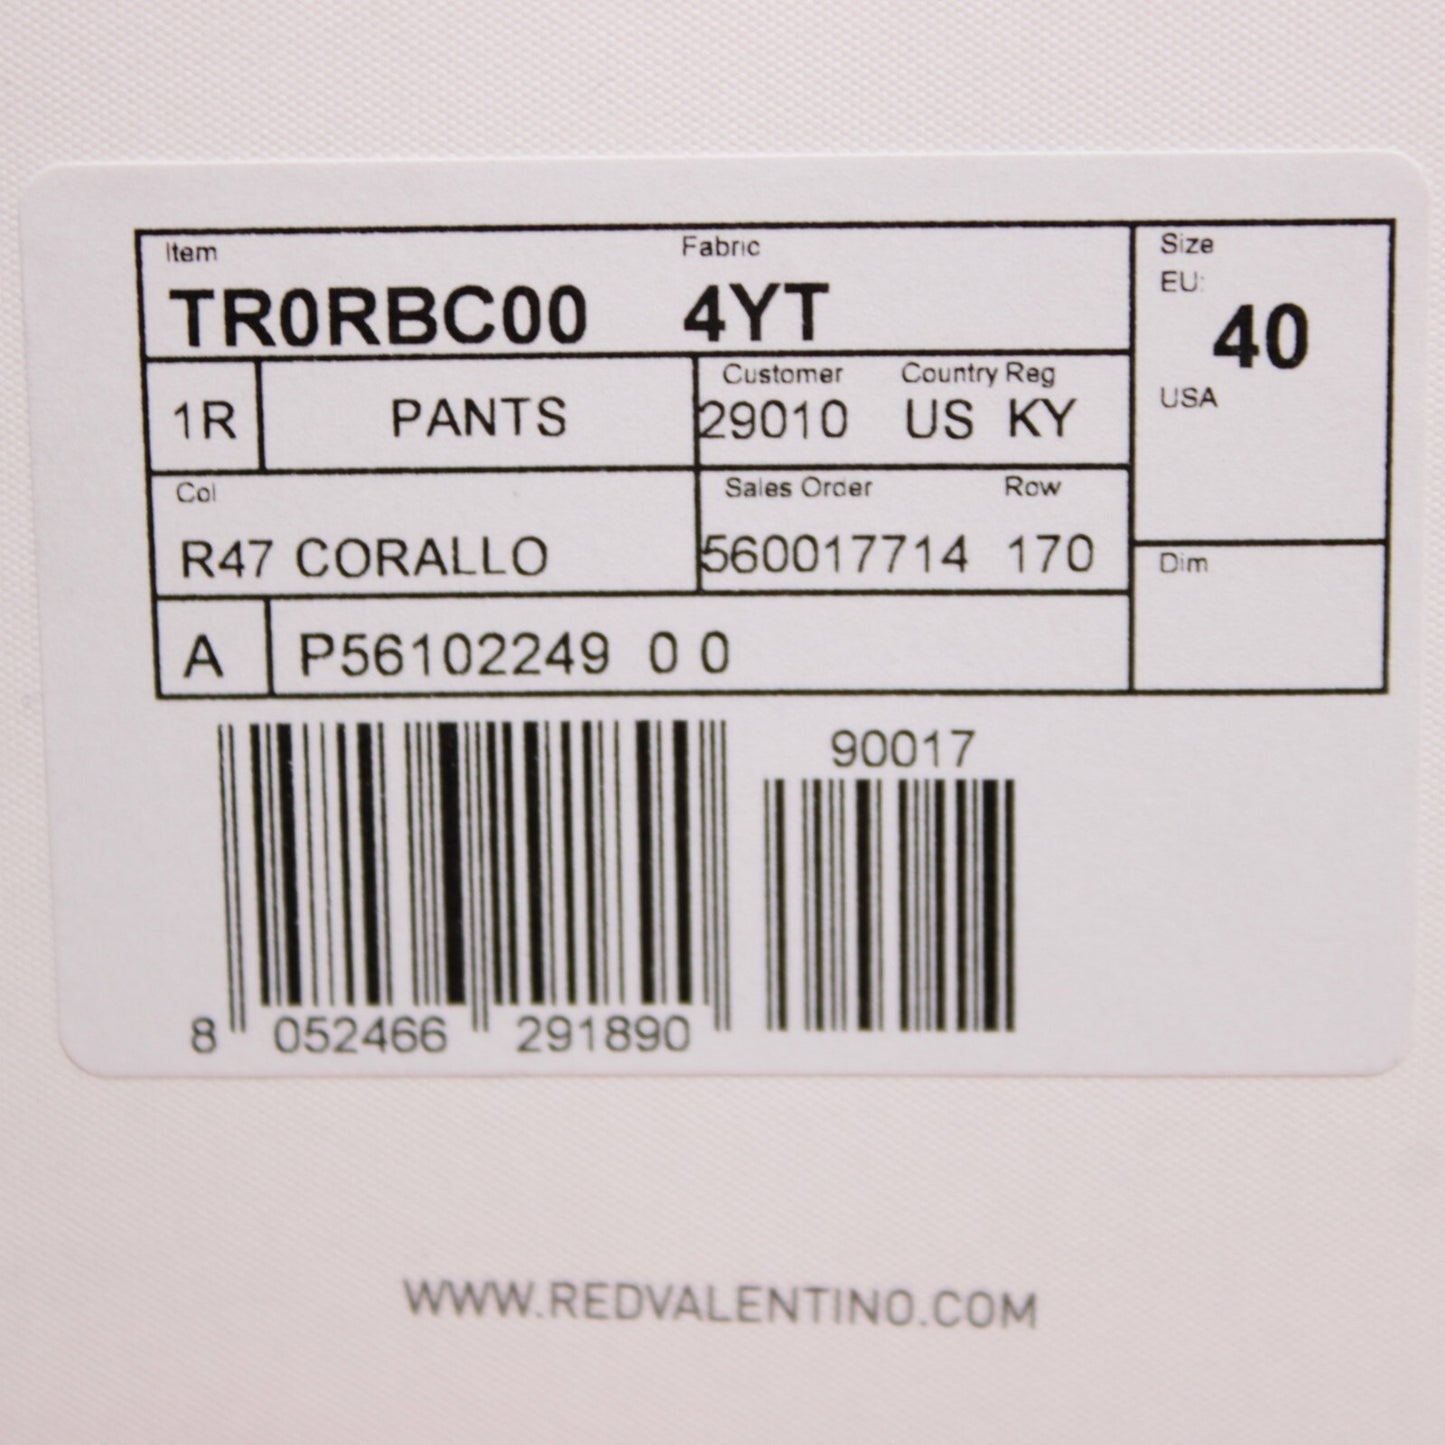 Item Fabric
TR0RBC00 4YT
Size
EU:
40
USA
1R PANTS
Customer Country Reg
29010 US KY
Col
R47 CORALLO
Sales Order Row
560017714 170
Dim
A P56102249 0 0
90017
8 052466 291890
WWW.REDVALENTINO.COM